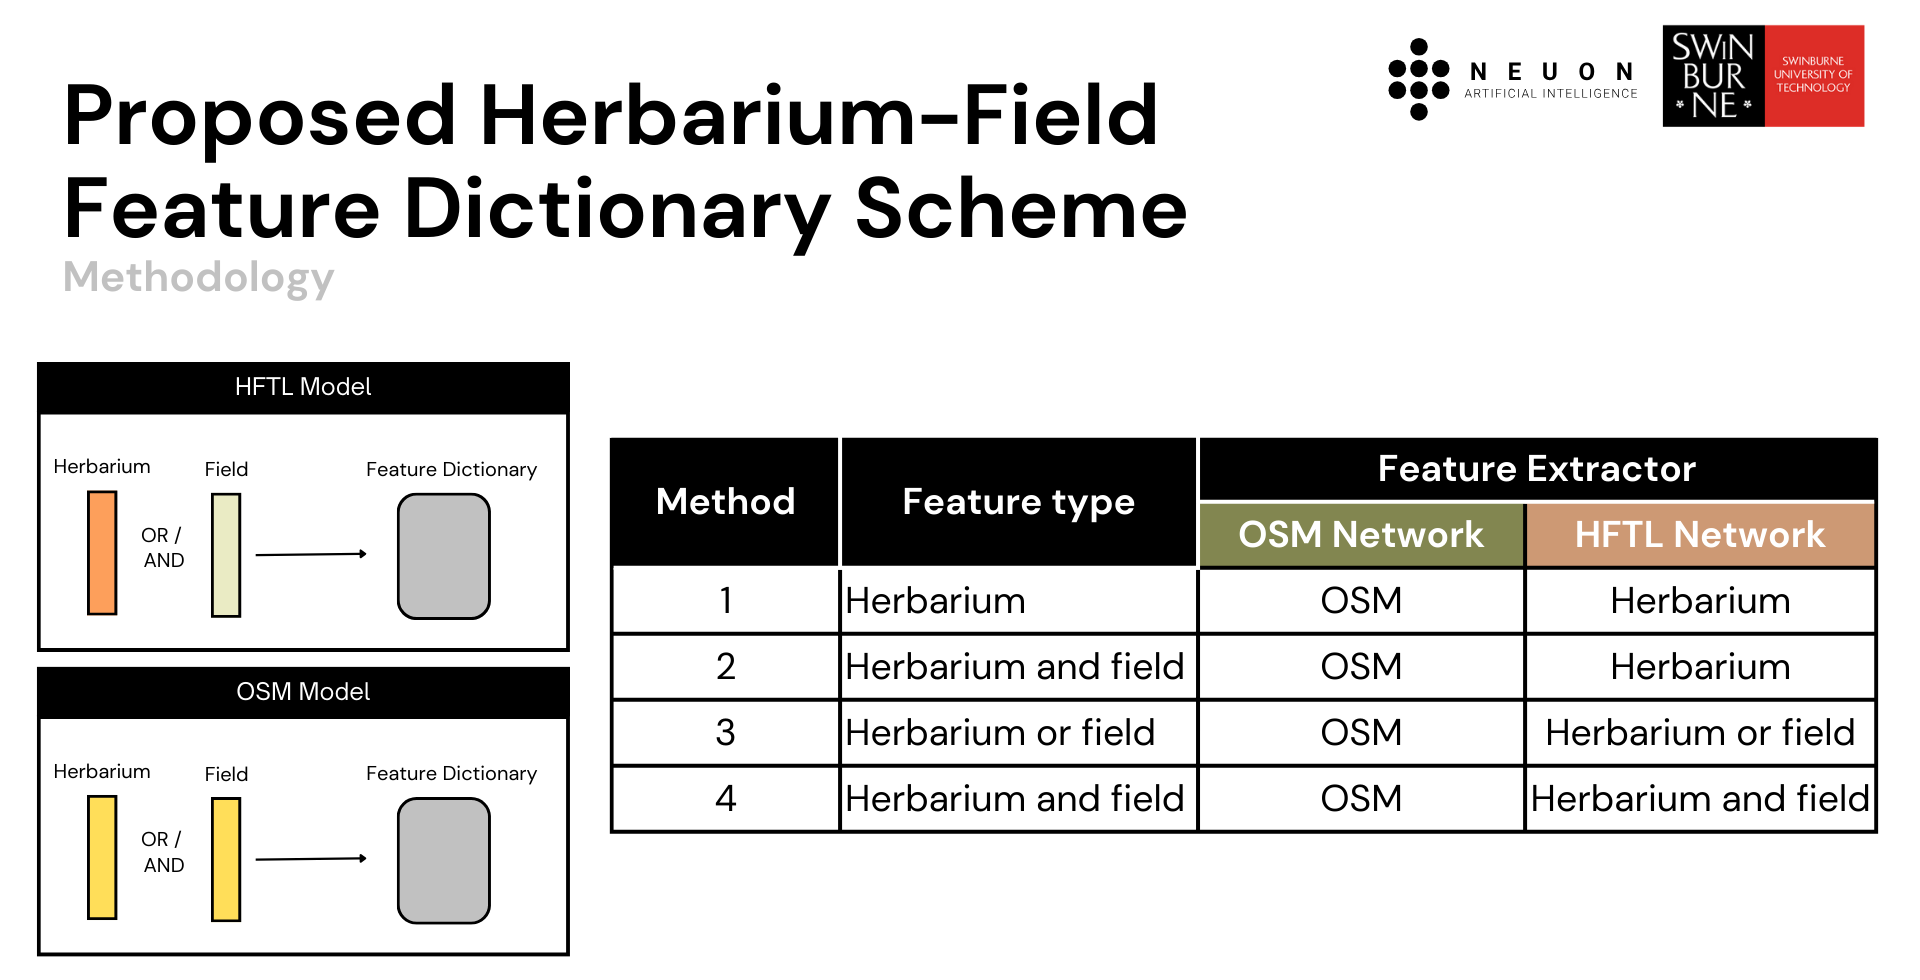 Proposed Herbarium-Field
Feature Dictionary Scheme
Methodology
NEUON
ARTIFICIAL INTELLIGENCE
SWIN
BUR
NE
SWINBURNE
UNIVERSITY OF
TECHNOLOGY
HFTL Model
Herbarium Field Feature Dictionary
OR /
AND
OSM Model
Herbarium Field Feature Dictionary
OR /
AND
Method Feature type Feature Extractor
OSM Network HFTL Network
1 Herbarium OSM Herbarium
2 Herbarium and field OSM Herbarium
3 Herbarium or field OSM Herbarium or field
4 Herbarium and field OSM Herbarium and field